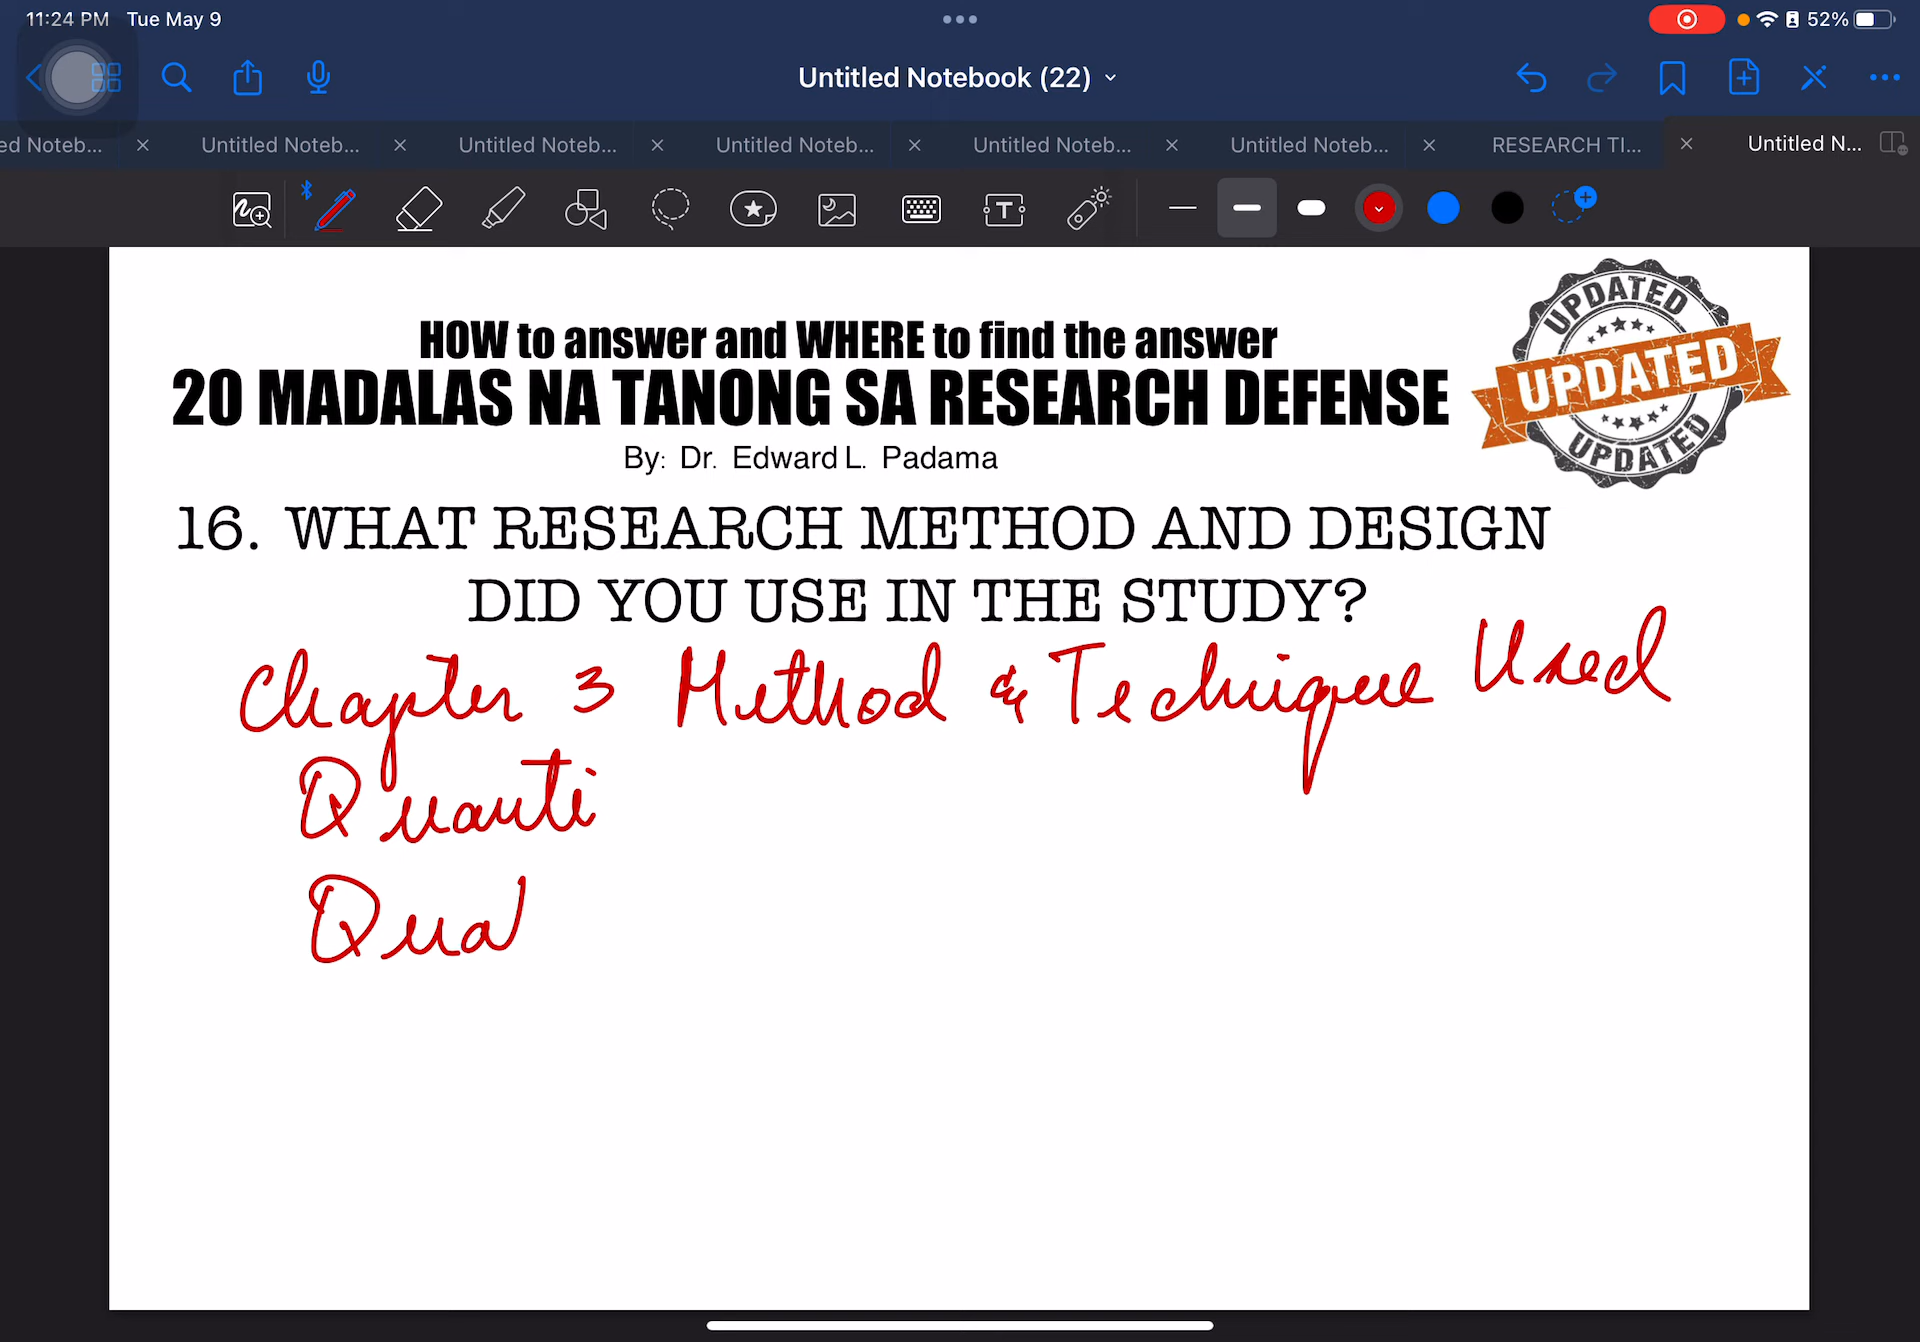 11:24 PM Tue May 9
52%
Untitled Notebook (22)
ed Noteb... Untitled Noteb... Untitled Noteb... Untitled Noteb... Untitled Noteb... Untitled Noteb... RESEARCH TI... Untitled N...
HOW to answer and WHERE to find the answer
20 MADALAS NA TANONG SA RESEARCH DEFENSE
By: Dr. Edward L. Padama
UPDATED
UPDATED
UPDATED
16. WHAT RESEARCH METHOD AND DESIGN
DID YOU USE IN THE STUDY?
Chapter 3 Method & Technique Used
Quanti
Qual